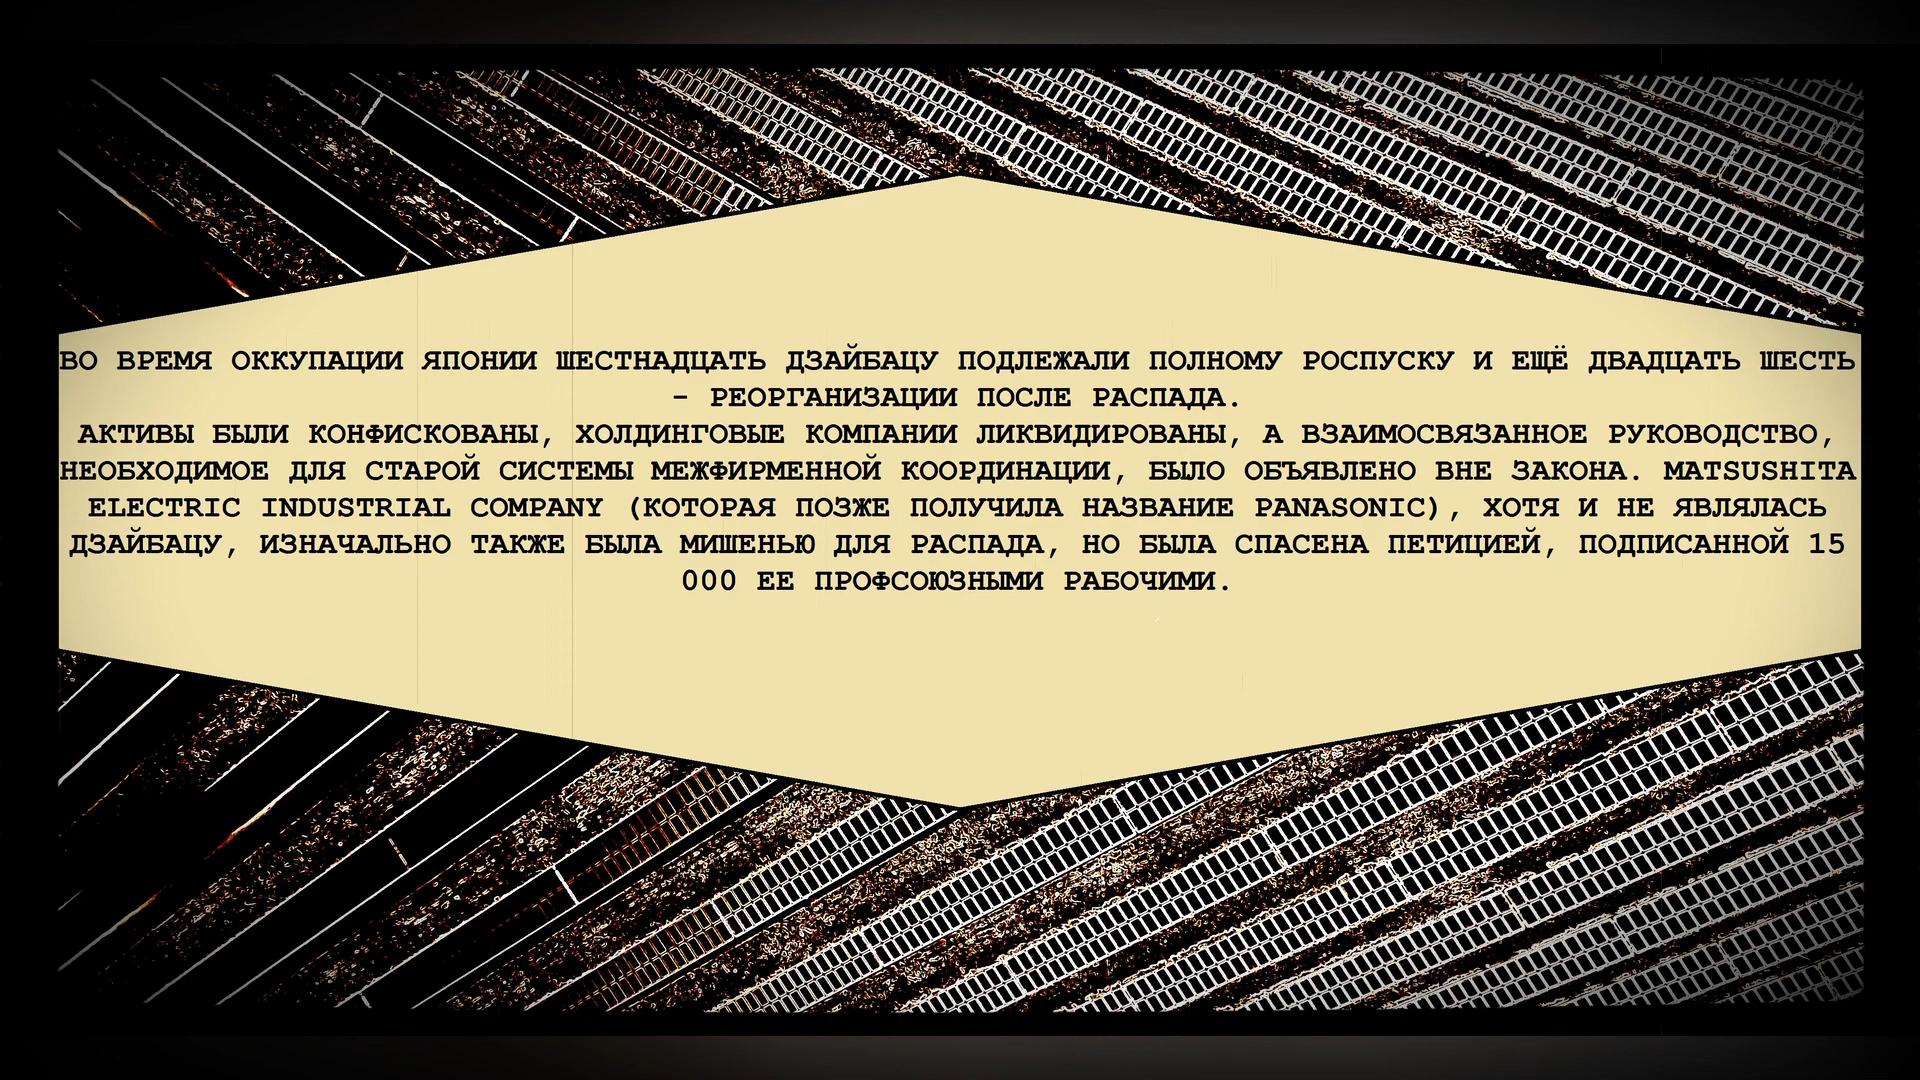 ВО ВРЕМЯ ОККУПАЦИИ ЯПОНИИ ШЕСТНАДЦАТЬ ДЗАЙБАЦУ ПОДЛЕЖАЛИ ПОЛНОМУ РОСПУСКУ И ЕЩЁ ДВАДЦАТЬ ШЕСТЬ
- РЕОРГАНИЗАЦИИ ПОСЛЕ РАСПАДА.
АКТИВЫ БЫЛИ КОНФИСКОВАНЫ, ХОЛДИНГОВЫЕ КОМПАНИИ ЛИКВИДИРОВАНЫ, А ВЗАИМОСВЯЗАННОЕ РУКОВОДСТВО,
НЕОБХОДИМОЕ ДЛЯ СТАРОЙ СИСТЕМЫ МЕЖФИРМЕННОЙ КООРДИНАЦИИ, БЫЛО ОБЪЯВЛЕНО ВНЕ ЗАКОНА. MATSUSHITA
ELECTRIC INDUSTRIAL COMPANY (КОТОРАЯ ПОЗЖЕ ПОЛУЧИЛА НАЗВАНИЕ PANASONIC), ХОТЯ И НЕ ЯВЛЯЛАСЬ
ДЗАЙБАЦУ, ИЗНАЧАЛЬНО ТАКЖЕ БЫЛА МИШЕНЬЮ ДЛЯ РАСПАДА, НО БЫЛА СПАСЕНА ПЕТИЦИЕЙ, ПОДПИСАННОЙ 15
000 ЕЕ ПРОФСОЮЗНЫМИ РАБОЧИМИ.